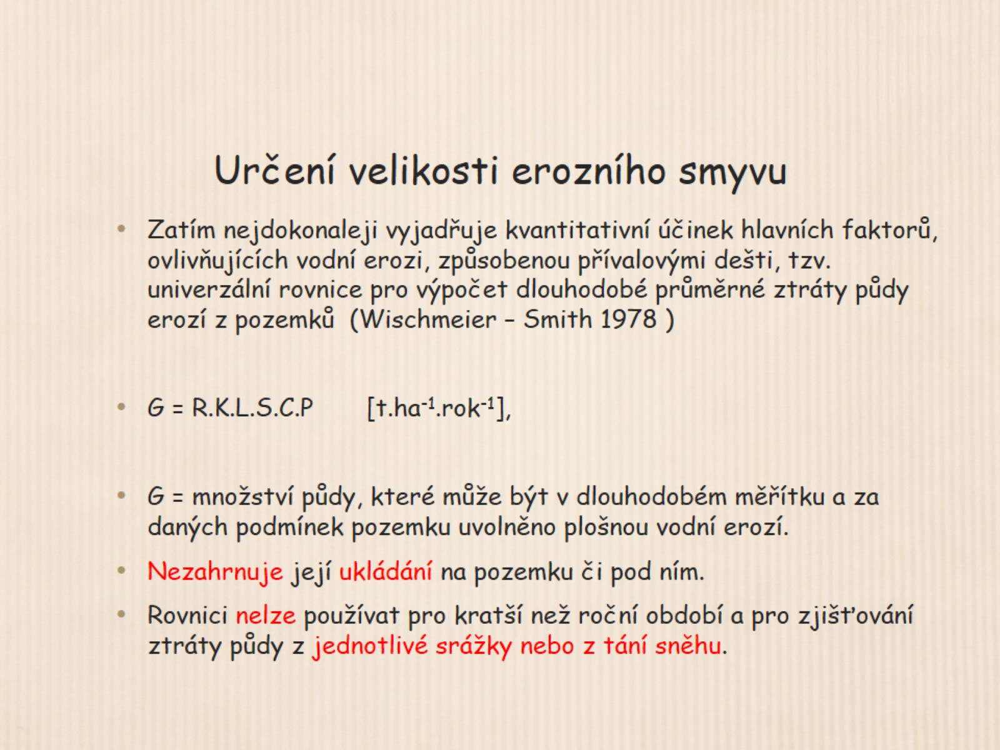 Určení velikosti erozního smyvu
• Zatím nejdokonaleji vyjadřuje kvantitativní účinek hlavních faktorů,
ovlivňujících vodní erozi, způsobenou přívalovými dešti, tzv.
univerzální rovnice pro výpočet dlouhodobé průměrné ztráty půdy
erozí z pozemků (Wischmeier – Smith 1978 )
• G = R.K.L.S.C.P [t.ha⁻¹.rok⁻¹],
• G = množství půdy, které může být v dlouhodobém měřítku a za
daných podmínek pozemku uvolněno plošnou vodní erozí.
• Nezahrnuje její ukládání na pozemku či pod ním.
• Rovnici nelze používat pro kratší než roční období a pro zjišťování
ztráty půdy z jednotlivé srážky nebo z tání sněhu.